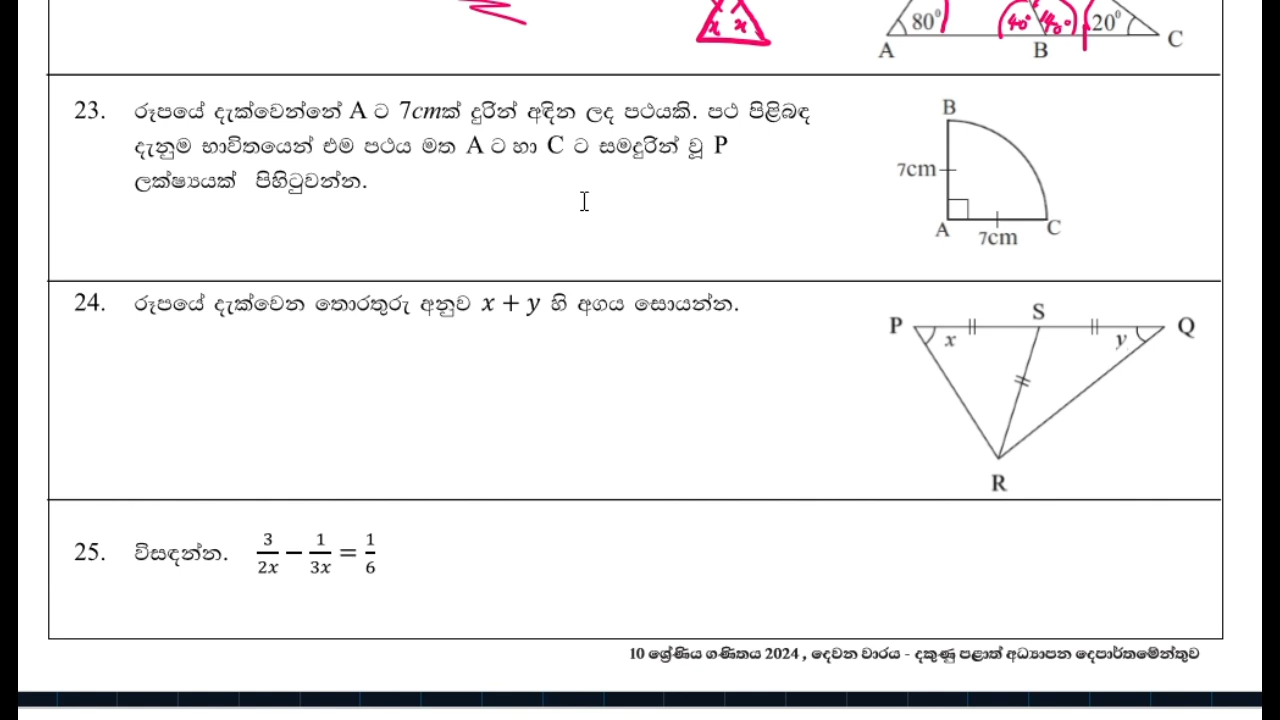 x x
80° 40° 140° 20°
A B C
23. රූපයේ දැක්වෙන්නේ A ට 7cmක් දුරින් අඳින ලද පථයකි. පථ පිළිබඳ
දැනුම භාවිතයෙන් එම පථය මත A ට හා C ට සමදුරින් වූ P
ලක්ෂ්‍යයක් පිහිටුවන්න.
B
7cm
A 7cm C
24. රූපයේ දැක්වෙන තොරතුරු අනුව x + y හි අගය සොයන්න.
P S Q
x y
R
25. විසඳන්න. 3/2x − 1/3x = 1/6
10 ශ්‍රේණිය ගණිතය 2024 , දෙවන වාරය - දකුණු පළාත් අධ්‍යාපන දෙපාර්තමේන්තුව